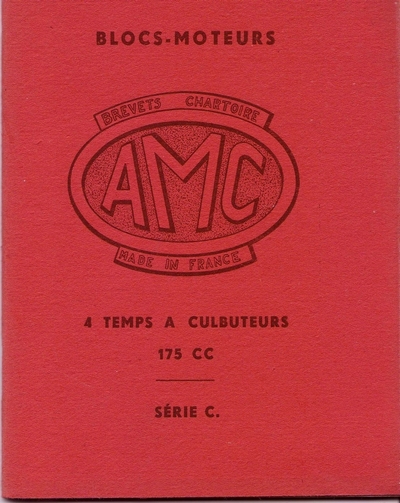 BLOCS-MOTEURS
BREVETS CHARTOIRE
AMC
MADE IN FRANCE
4 TEMPS A CULBUTEURS
175 CC
SÉRIE C.